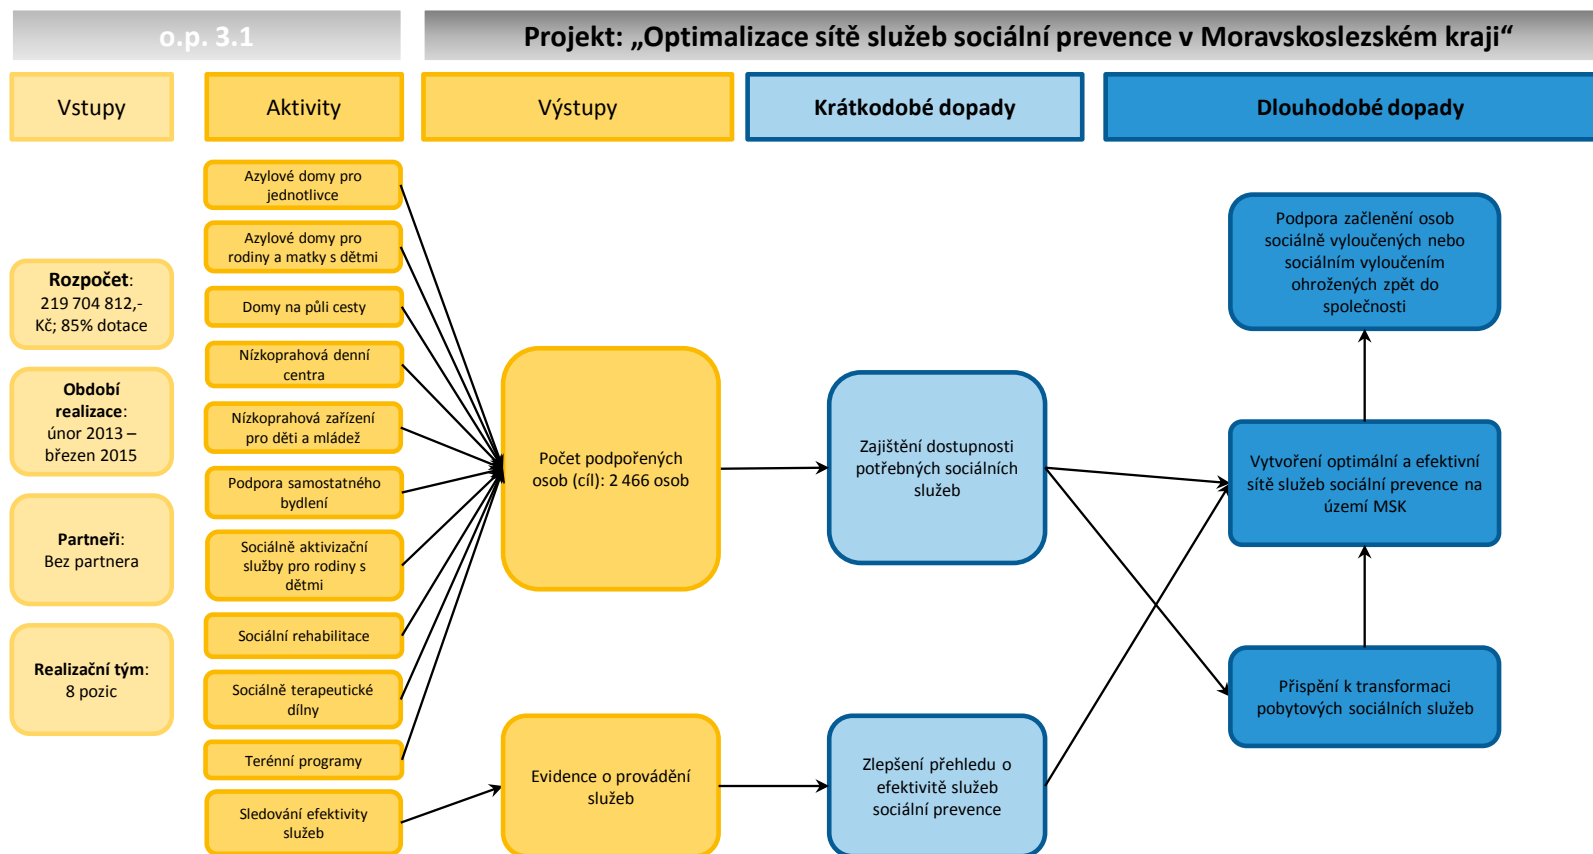 o.p. 3.1
Projekt: „Optimalizace sítě služeb sociální prevence v Moravskoslezském kraji“
Vstupy
Aktivity
Výstupy
Krátkodobé dopady
Dlouhodobé dopady
Rozpočet:
219 704 812,-
Kč; 85% dotace
Období
realizace:
únor 2013 –
březen 2015
Partneři:
Bez partnera
Realizační tým:
8 pozic
Azylové domy pro
jednotlivce
Azylové domy pro
rodiny a matky s dětmi
Domy na půli cesty
Nízkoprahová denní
centra
Nízkoprahová zařízení
pro děti a mládež
Podpora samostatného
bydlení
Sociálně aktivizační
služby pro rodiny s
dětmi
Sociální rehabilitace
Sociálně terapeutické
dílny
Terénní programy
Sledování efektivity
služeb
Počet podpořených
osob (cíl): 2 466 osob
Evidence o provádění
služeb
Zajištění dostupnosti
potřebných sociálních
služeb
Zlepšení přehledu o
efektivitě služeb
sociální prevence
Podpora začlenění osob
sociálně vyloučených nebo
sociálním vyloučením
ohrožených zpět do
společnosti
Vytvoření optimální a efektivní
sítě služeb sociální prevence na
území MSK
Přispění k transformaci
pobytových sociálních služeb